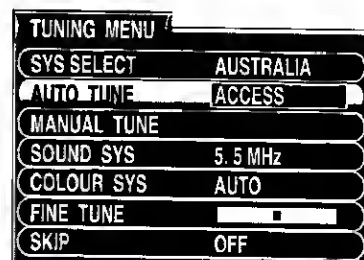 TUNING MENU
SYS SELECT AUSTRALIA
AUTO TUNE ACCESS
MANUAL TUNE
SOUND SYS 5.5 MHz
COLOUR SYS AUTO
FINE TUNE
SKIP OFF